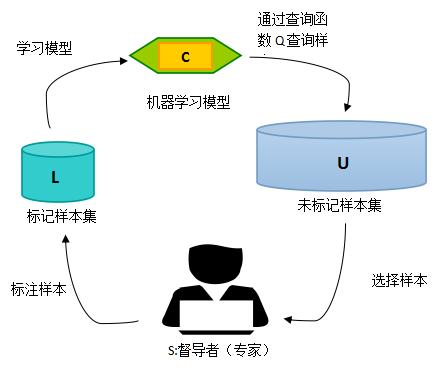 通过查询函
数 Q 查询样
学习模型
C
机器学习模型
L
U
标记样本集
未标记样本集
标注样本
选择样本
S:督导者（专家）